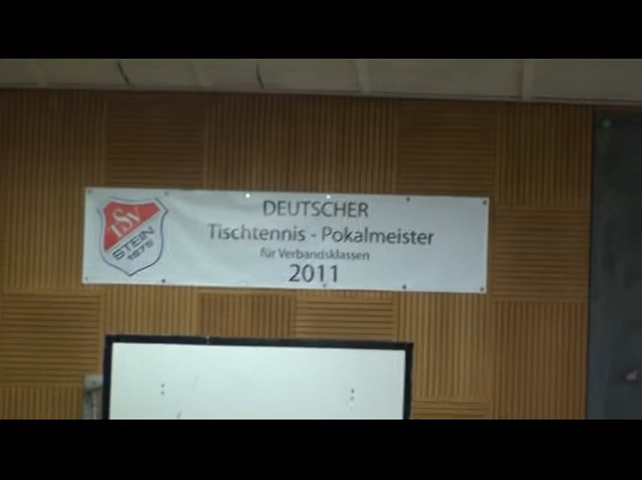 TSV
STEIN
1875
DEUTSCHER
Tischtennis - Pokalmeister
für Verbandsklassen
2011